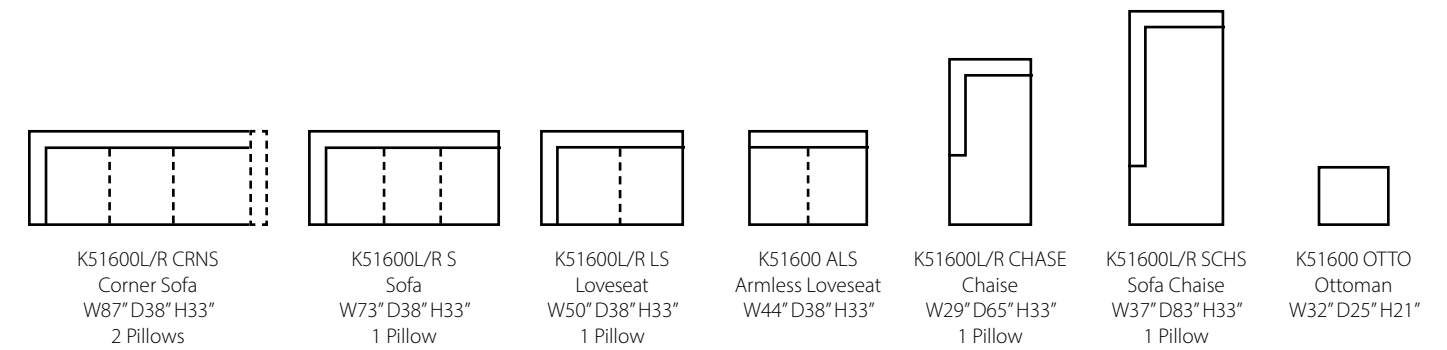 K51600L/R CRNS
Corner Sofa
W87” D38” H33”
2 Pillows
K51600L/R S
Sofa
W73” D38” H33”
1 Pillow
K51600L/R LS
Loveseat
W50” D38” H33”
1 Pillow
K51600 ALS
Armless Loveseat
W44” D38” H33”
K51600L/R CHASE
Chaise
W29” D65” H33”
1 Pillow
K51600L/R SCHS
Sofa Chaise
W37” D83” H33”
1 Pillow
K51600 OTTO
Ottoman
W32” D25” H21”